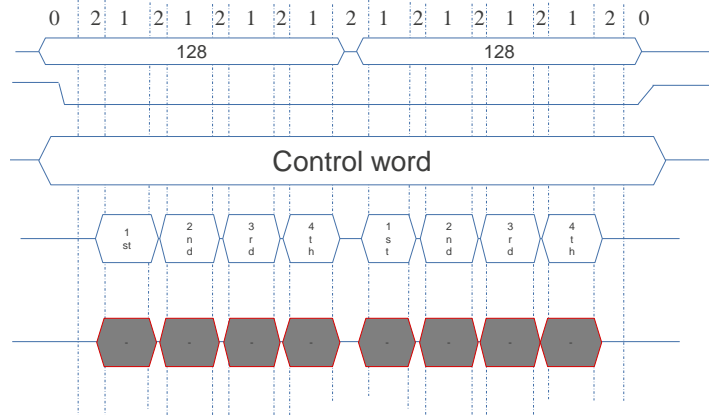 0 2 1 2 1 2 1 2 1 2 1 2 1 2 1 2 1 2 0
128 128
Control word
1 st 2 n d 3 r d 4 t h 1 s t 2 n d 3 r d 4 t h
- - - - - - - -